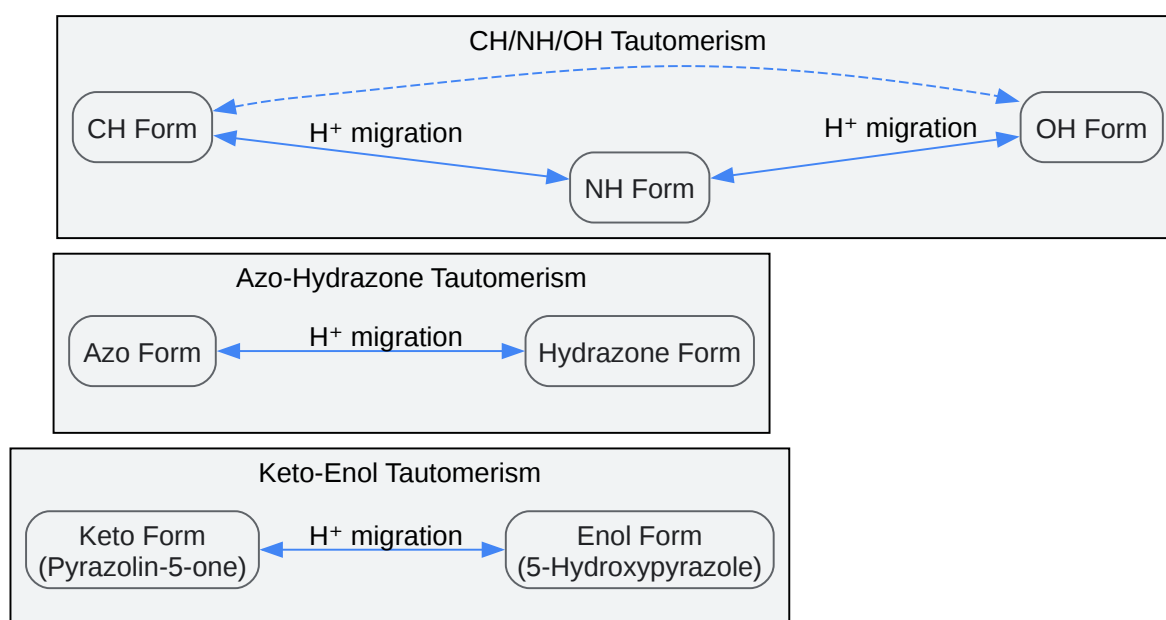 CH/NH/OH Tautomerism
CH Form
H⁺ migration
NH Form
H⁺ migration
OH Form
Azo-Hydrazone Tautomerism
Azo Form
H⁺ migration
Hydrazone Form
Keto-Enol Tautomerism
Keto Form
(Pyrazolin-5-one)
H⁺ migration
Enol Form
(5-Hydroxypyrazole)